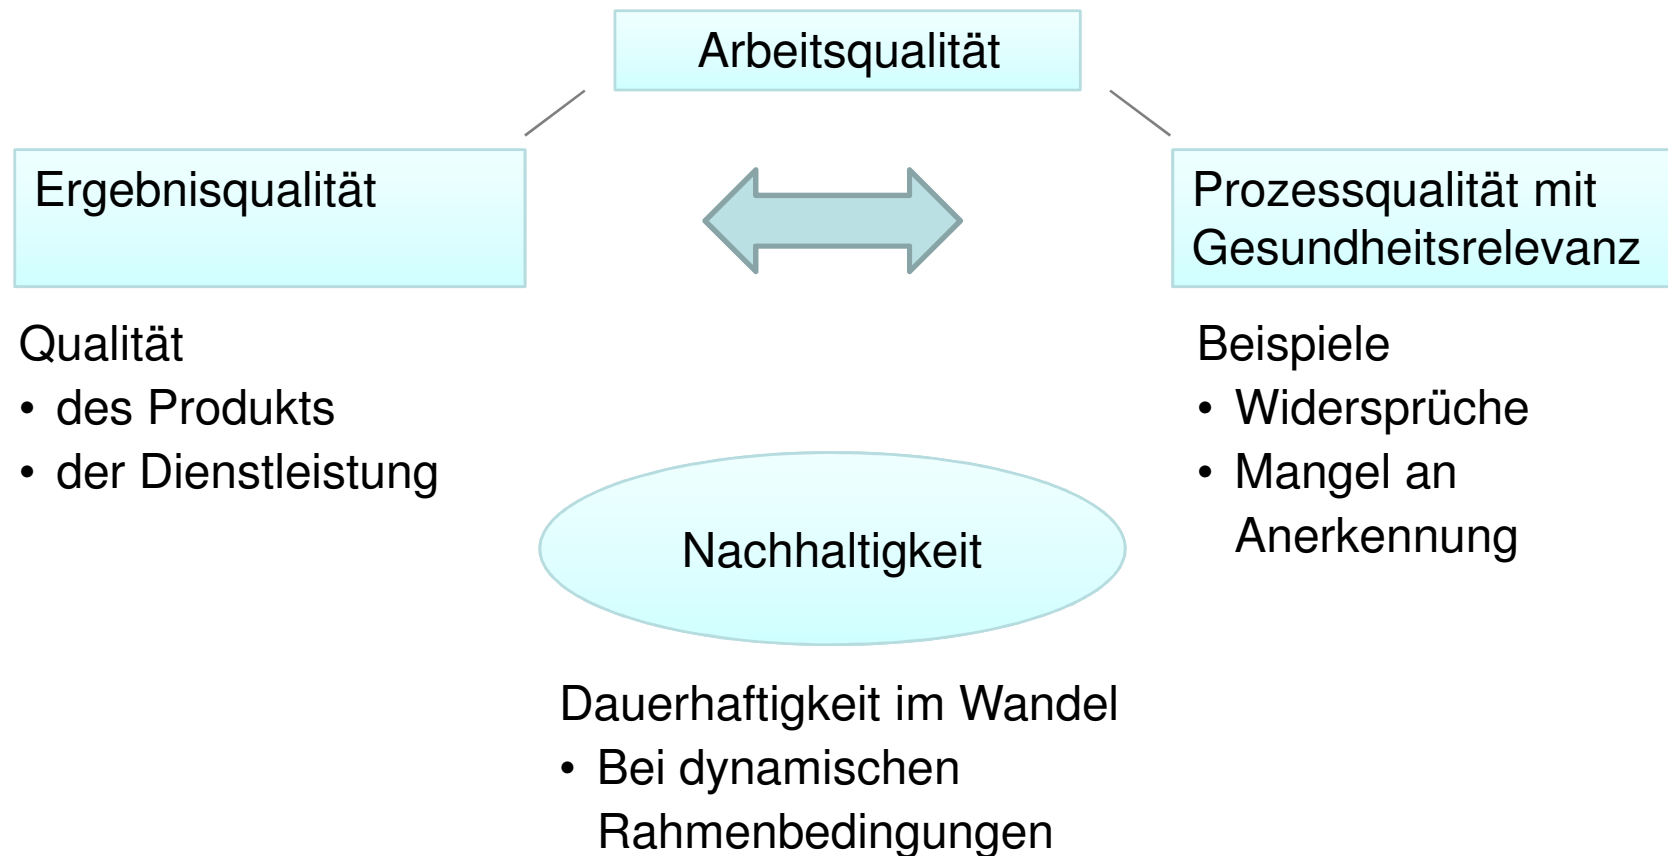 Arbeitsqualität
Ergebnisqualität
Prozessqualität mit
Gesundheitsrelevanz
Qualität
• des Produkts
• der Dienstleistung
Beispiele
• Widersprüche
• Mangel an
Anerkennung
Nachhaltigkeit
Dauerhaftigkeit im Wandel
• Bei dynamischen
Rahmenbedingungen